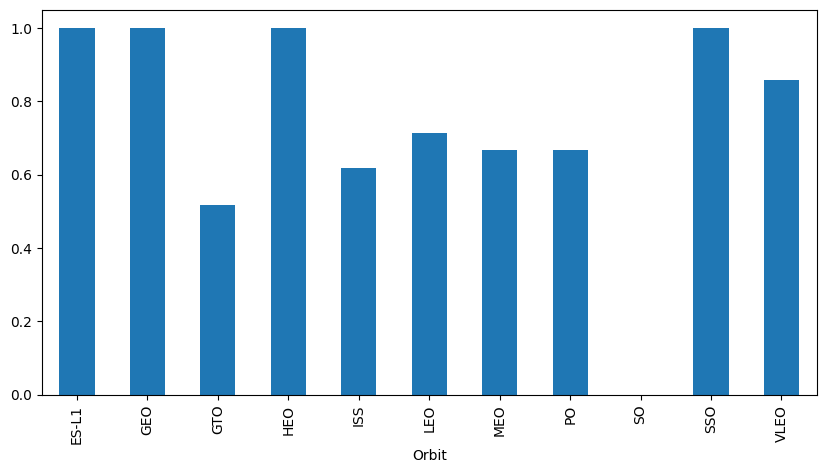 1.0
0.8
0.6
0.4
0.2
0.0
ES-L1
GEO
GTO
HEO
ISS
LEO
MEO
PO
SO
SSO
VLEO
Orbit